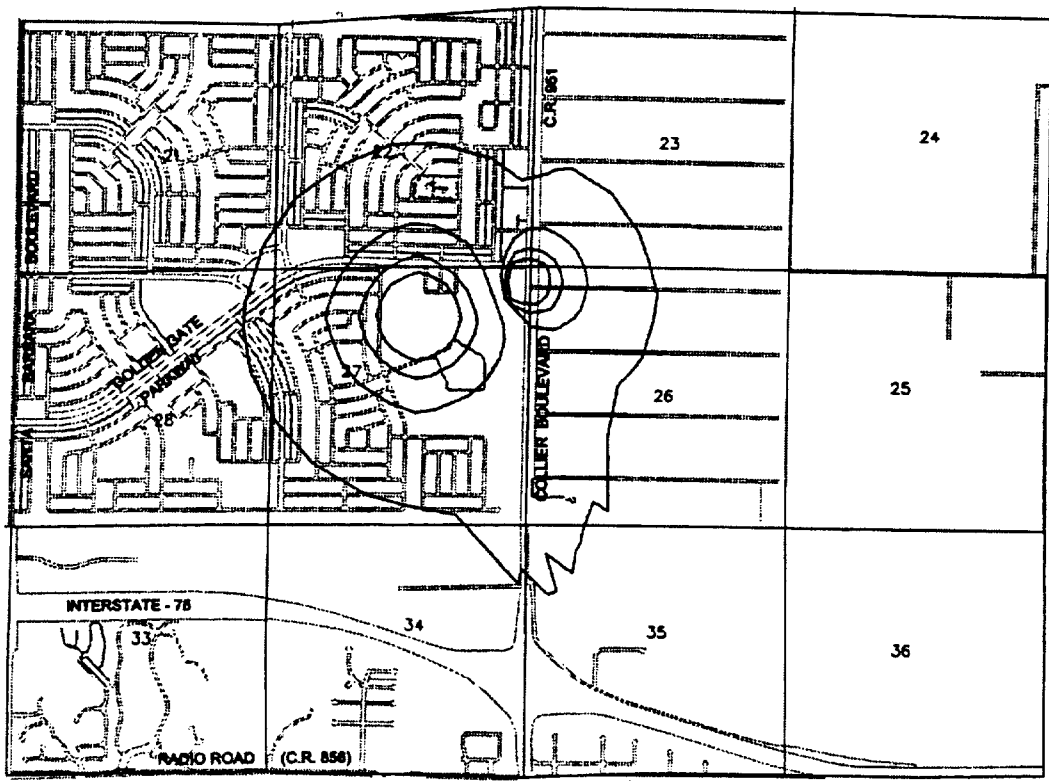 C.R. 951
21
22
23
24
SANTA BARBARA BOULEVARD
GOLDEN GATE
PARKWAY
27
28
COLLIER BOULEVARD
26
25
INTERSTATE - 75
33
34
35
36
RADIO ROAD (C.R. 856)